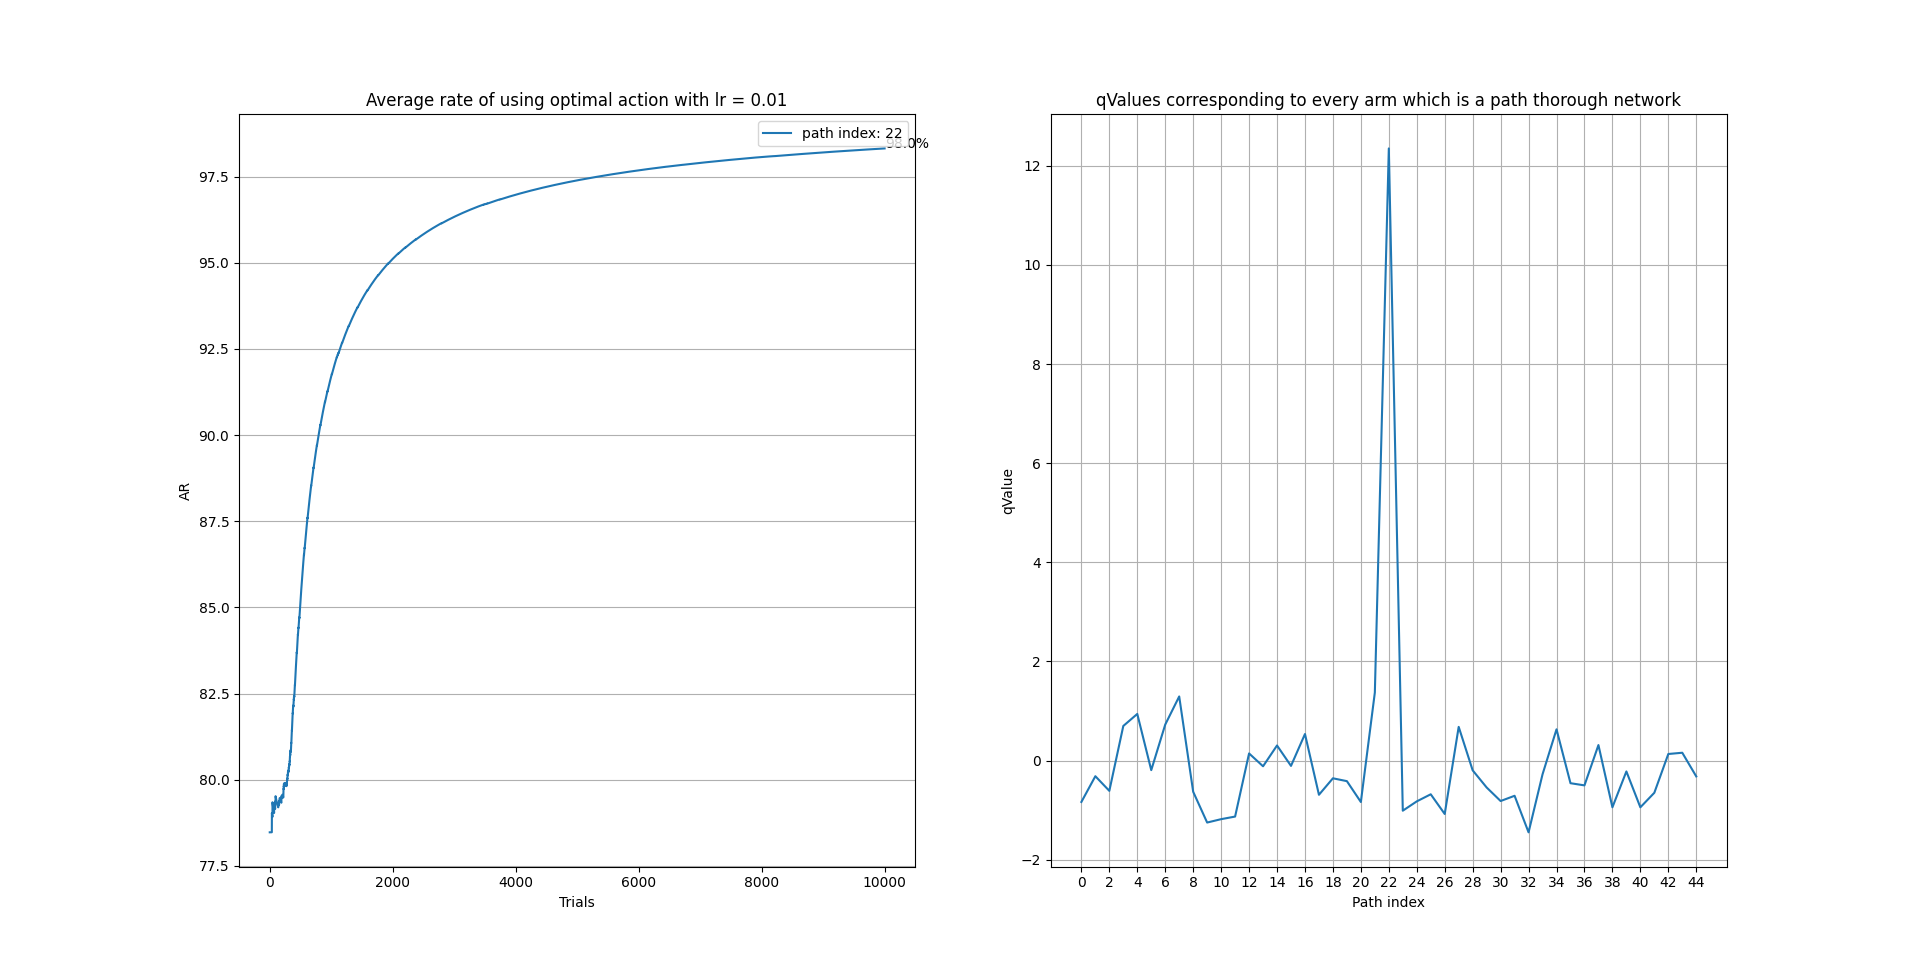 Average rate of using optimal action with lr = 0.01
path index: 22
98.0%
97.5
95.0
92.5
90.0
87.5
85.0
82.5
80.0
77.5
AR
0 2000 4000 6000 8000 10000
Trials
qValues corresponding to every arm which is a path thorough network
12
10
8
6
4
2
0
−2
qValue
0 2 4 6 8 10 12 14 16 18 20 22 24 26 28 30 32 34 36 38 40 42 44
Path index